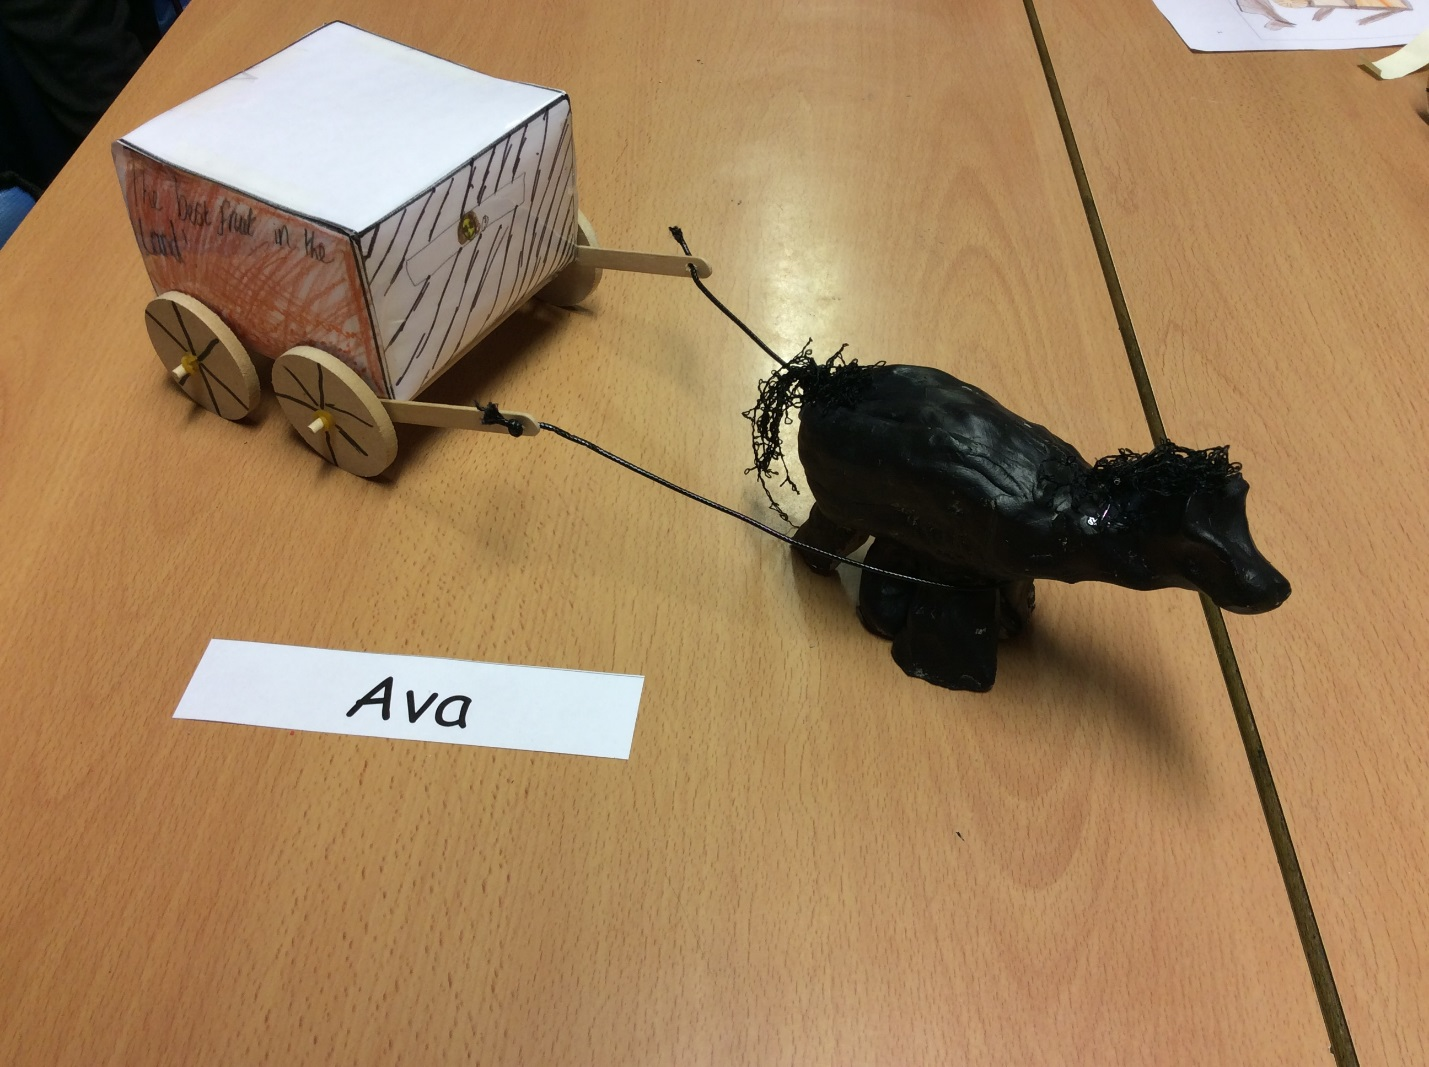 The best fruit in the
land
Ava